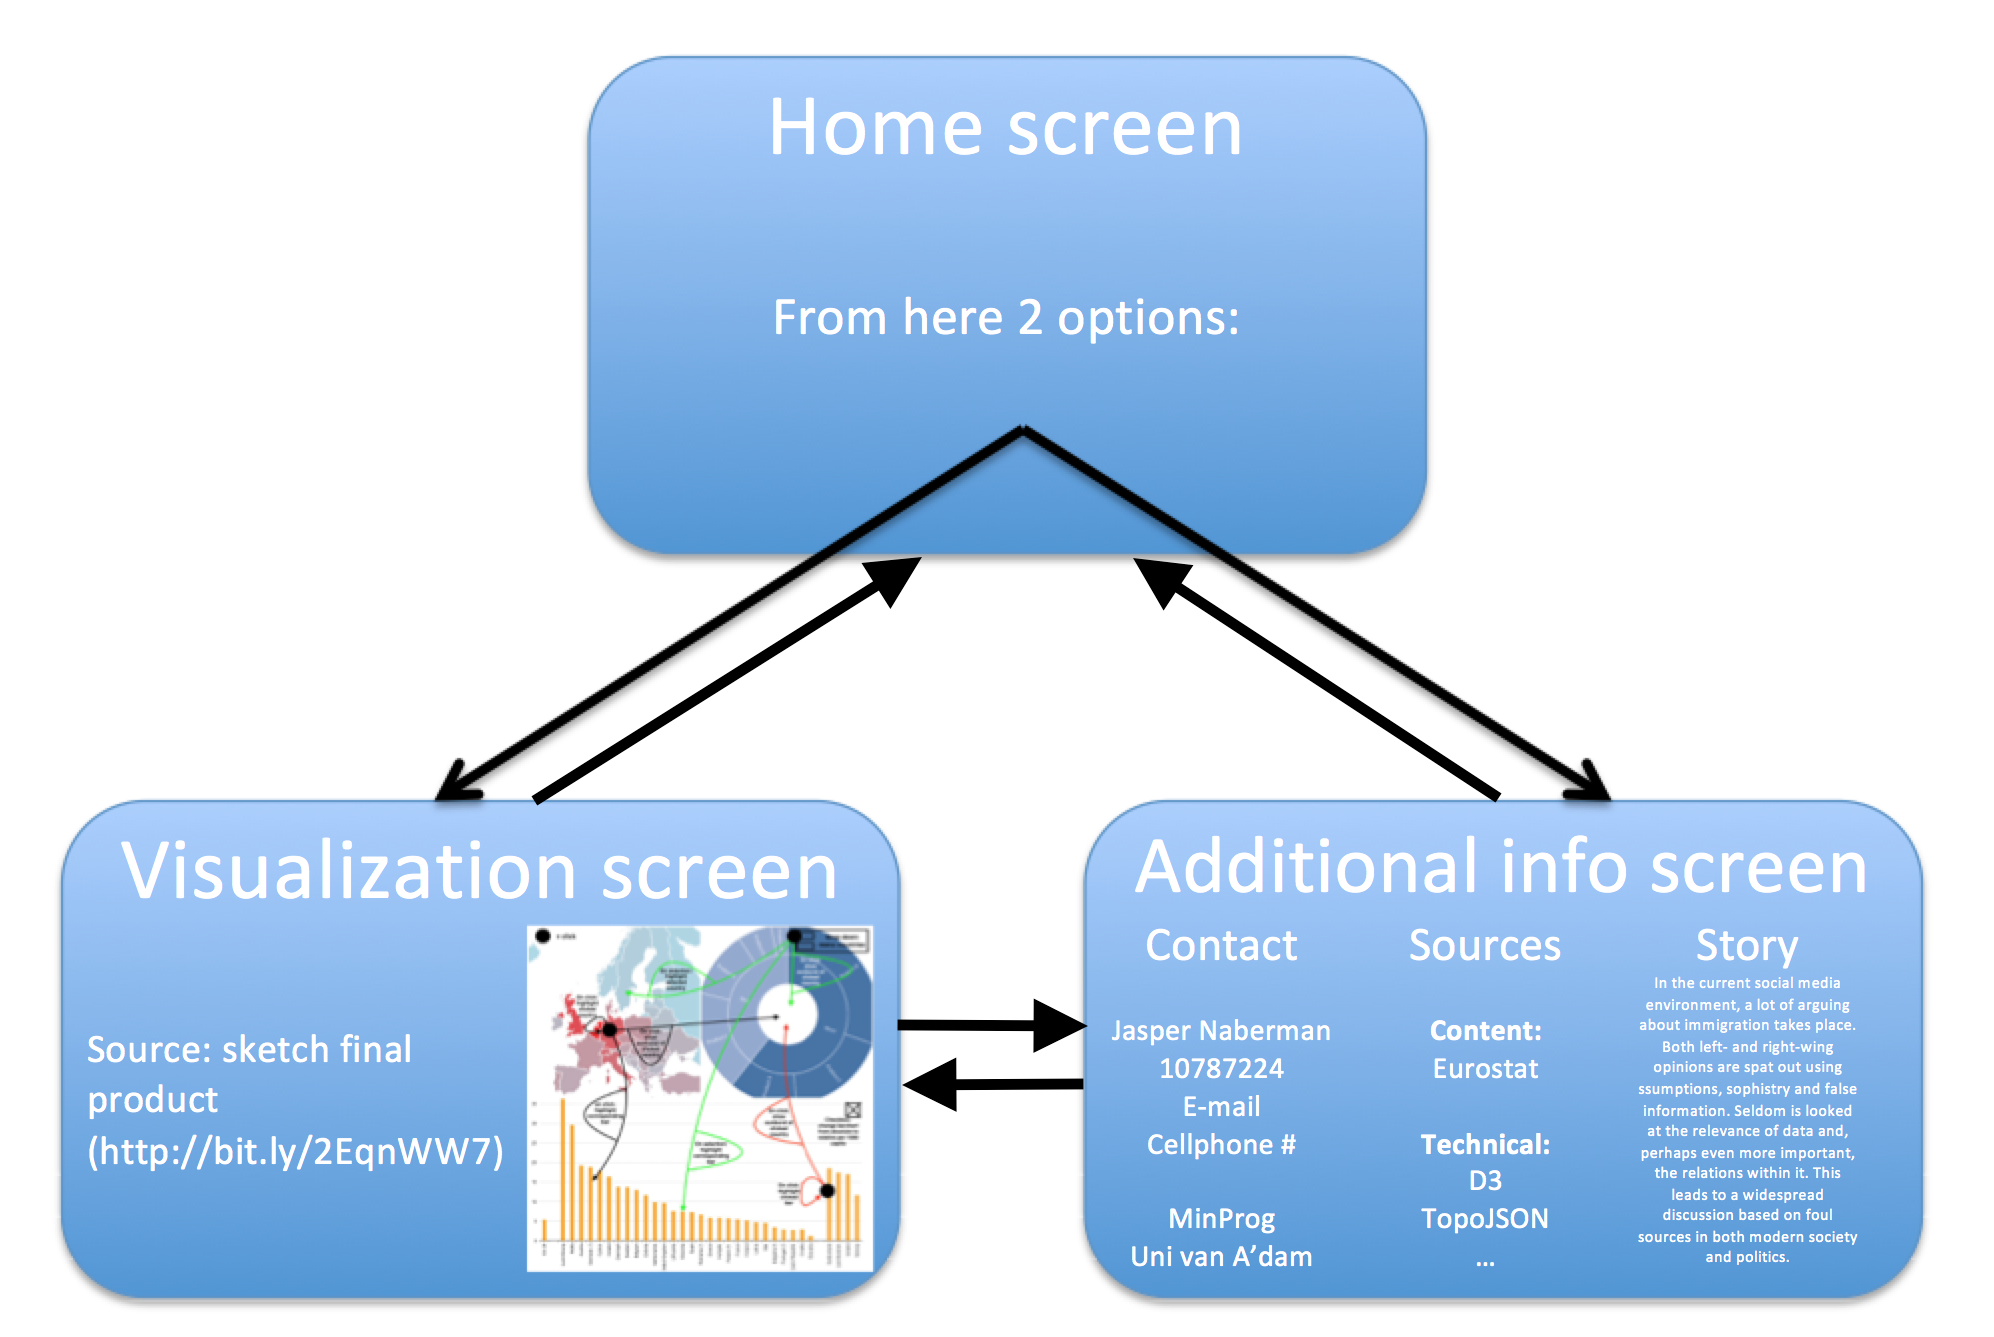 Home screen
From here 2 options:
Visualization screen
Source: sketch final
product
(http://bit.ly/2EqnWW7)
Additional info screen
Contact
Jasper Naberman
10787224
E-mail
Cellphone #
MinProg
Uni van A’dam
Sources
Content:
Eurostat
Technical:
D3
TopoJSON
...
Story
In the current social media
environment, a lot of arguing
about immigration takes place.
Both left- and right-wing
opinions are spat out using
ssumptions, sophistry and false
information. Seldom is looked
at the relevance of data and,
perhaps even more important,
the relations within it. This
leads to a widespread
discussion based on foul
sources in both modern society
and politics.